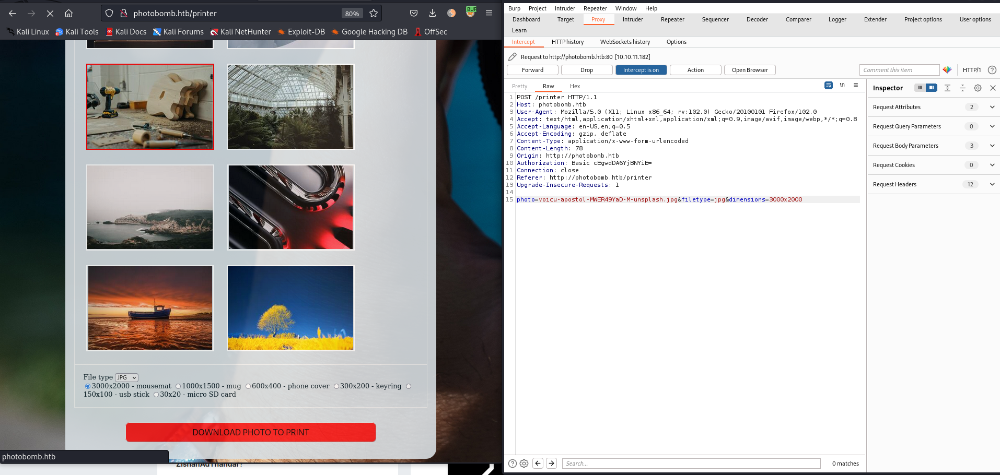 photobomb.htb/printer
80%
BUR
Kali Linux
Kali Tools
Kali Docs
Kali Forums
Kali NetHunter
Exploit-DB
Google Hacking DB
OffSec
File type JPG
3000x2000 - mousemat 1000x1500 - mug 600x400 - phone cover 300x200 - keyring
150x100 - usb stick 30x20 - micro SD card
DOWNLOAD PHOTO TO PRINT
photobomb.htb
Burp Project Intruder Repeater Window Help
Dashboard Target Proxy Intruder Repeater Sequencer Decoder Comparer Logger Extender Project options User options
Learn
Intercept HTTP history WebSockets history Options
Request to http://photobomb.htb:80 [10.10.11.182]
Forward Drop Intercept is on Action Open Browser Comment this item HTTP/1 ?
Pretty Raw Hex \n
1 POST /printer HTTP/1.1
2 Host: photobomb.htb
3 User-Agent: Mozilla/5.0 (X11; Linux x86_64; rv:102.0) Gecko/20100101 Firefox/102.0
4 Accept: text/html,application/xhtml+xml,application/xml;q=0.9,image/avif,image/webp,*/*;q=0.8
5 Accept-Language: en-US,en;q=0.5
6 Accept-Encoding: gzip, deflate
7 Content-Type: application/x-www-form-urlencoded
8 Content-Length: 78
9 Origin: http://photobomb.htb
10 Authorization: Basic cEgwdDA6YjBNYiE=
11 Connection: close
12 Referer: http://photobomb.htb/printer
13 Upgrade-Insecure-Requests: 1
14
15 photo=voicu-apostol-MWER49YaD-M-unsplash.jpg&filetype=jpg&dimensions=3000x2000
Inspector
Request Attributes 2
Request Query Parameters 0
Request Body Parameters 3
Request Cookies 0
Request Headers 12
? Search... 0 matches